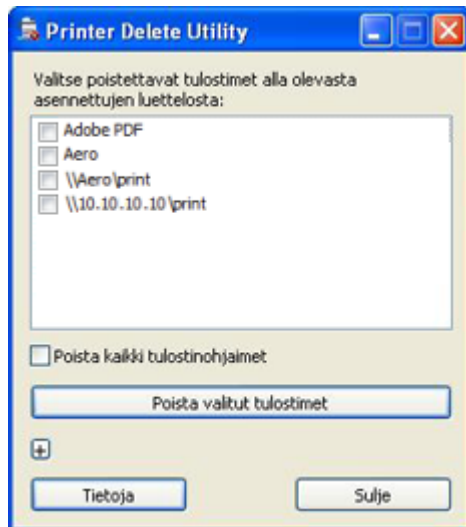 Printer Delete Utility
Valitse poistettavat tulostimet alla olevasta
asennettujen luettelosta:
Adobe PDF
Aero
\\Aero\print
\\10.10.10.10\print
Poista kaikki tulostinohjaimet
Poista valitut tulostimet
Tietoja
Sulje